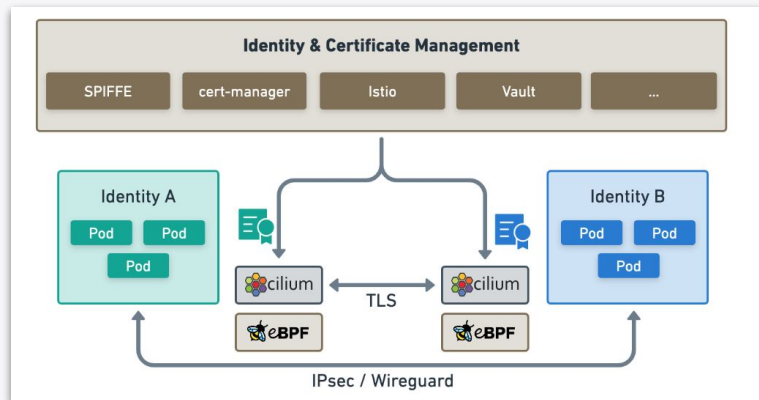 Identity & Certificate Management
SPIFFE cert-manager Istio Vault ...
Identity A
Pod Pod
Pod
Identity B
Pod Pod
Pod
cilium TLS cilium
eBPF eBPF
IPsec / Wireguard